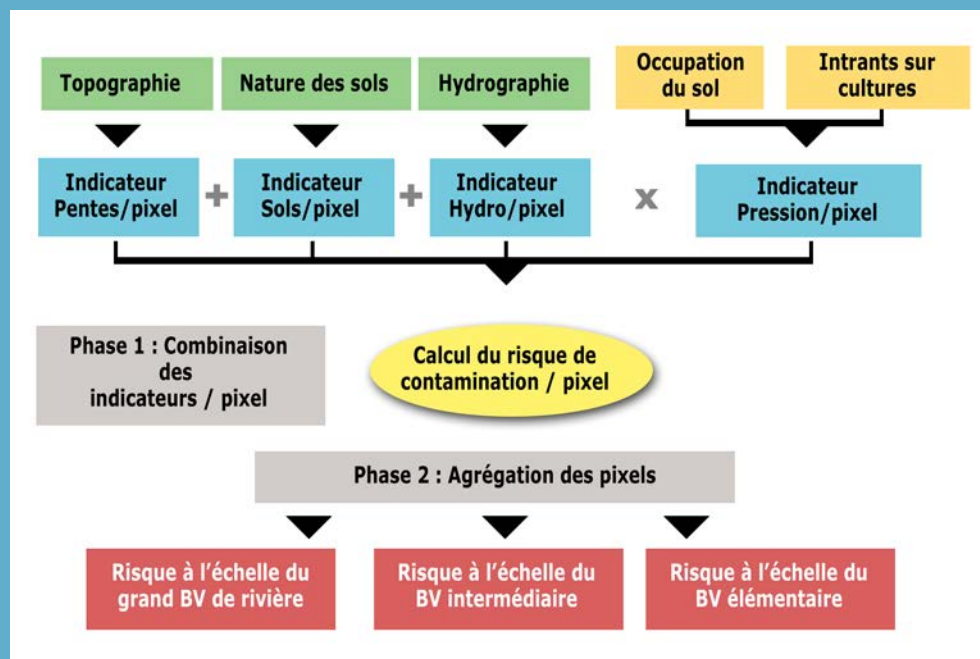 Topographie
Nature des sols
Hydrographie
Occupation
du sol
Intrants sur
cultures
Indicateur
Pentes/pixel
+
Indicateur
Sols/pixel
+
Indicateur
Hydro/pixel
x
Indicateur
Pression/pixel
Phase 1 : Combinaison
des
indicateurs / pixel
Calcul du risque de
contamination / pixel
Phase 2 : Agrégation des pixels
Risque à l’échelle du
grand BV de rivière
Risque à l’échelle du
BV intermédiaire
Risque à l’échelle du
BV élémentaire